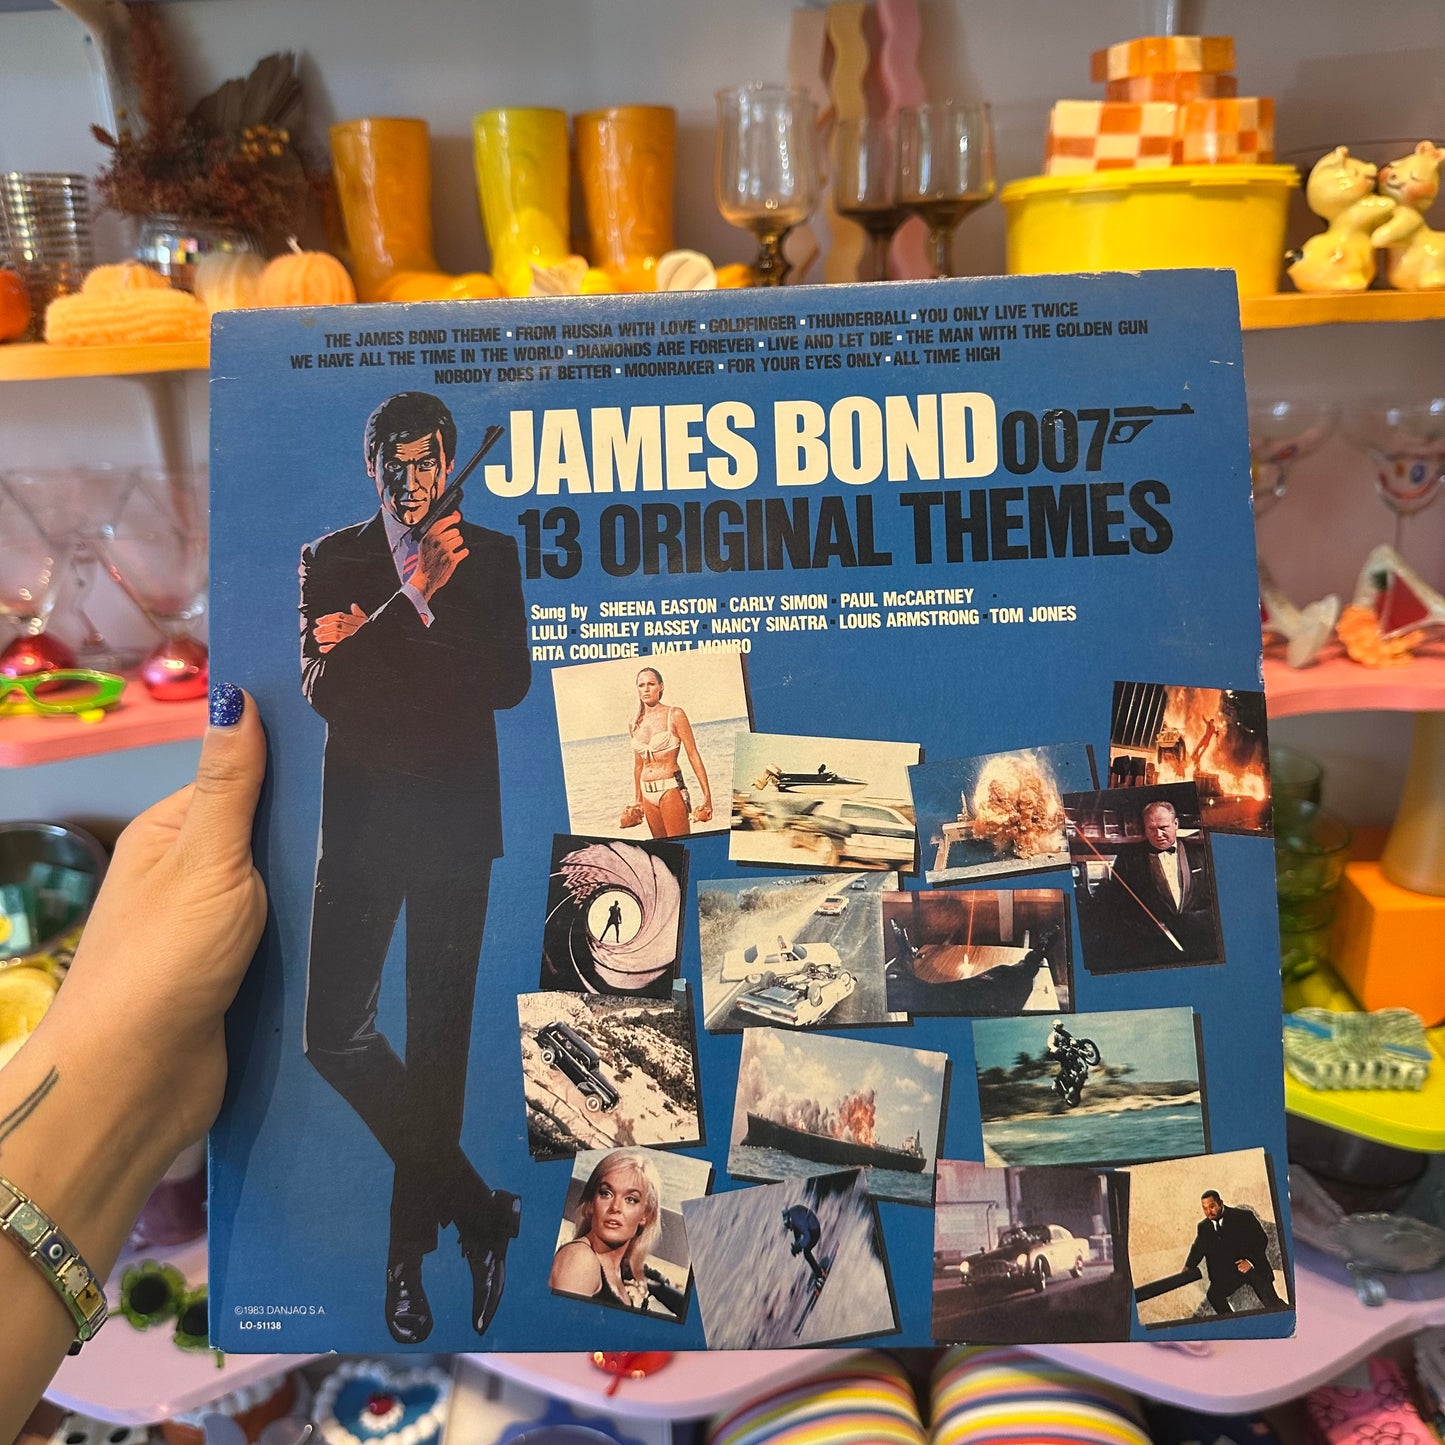 THE JAMES BOND THEME ▪ FROM RUSSIA WITH LOVE ▪ GOLDFINGER ▪ THUNDERBALL ▪ YOU ONLY LIVE TWICE
WE HAVE ALL THE TIME IN THE WORLD ▪ DIAMONDS ARE FOREVER ▪ LIVE AND LET DIE ▪ THE MAN WITH THE GOLDEN GUN
NOBODY DOES IT BETTER ▪ MOONRAKER ▪ FOR YOUR EYES ONLY ▪ ALL TIME HIGH
JAMES BOND 007
13 ORIGINAL THEMES
Sung by SHEENA EASTON ▪ CARLY SIMON ▪ PAUL McCARTNEY
LULU ▪ SHIRLEY BASSEY ▪ NANCY SINATRA ▪ LOUIS ARMSTRONG ▪ TOM JONES
RITA COOLIDGE ▪ MATT MONRO
©1983 DANJAQ S.A.
LO-51138